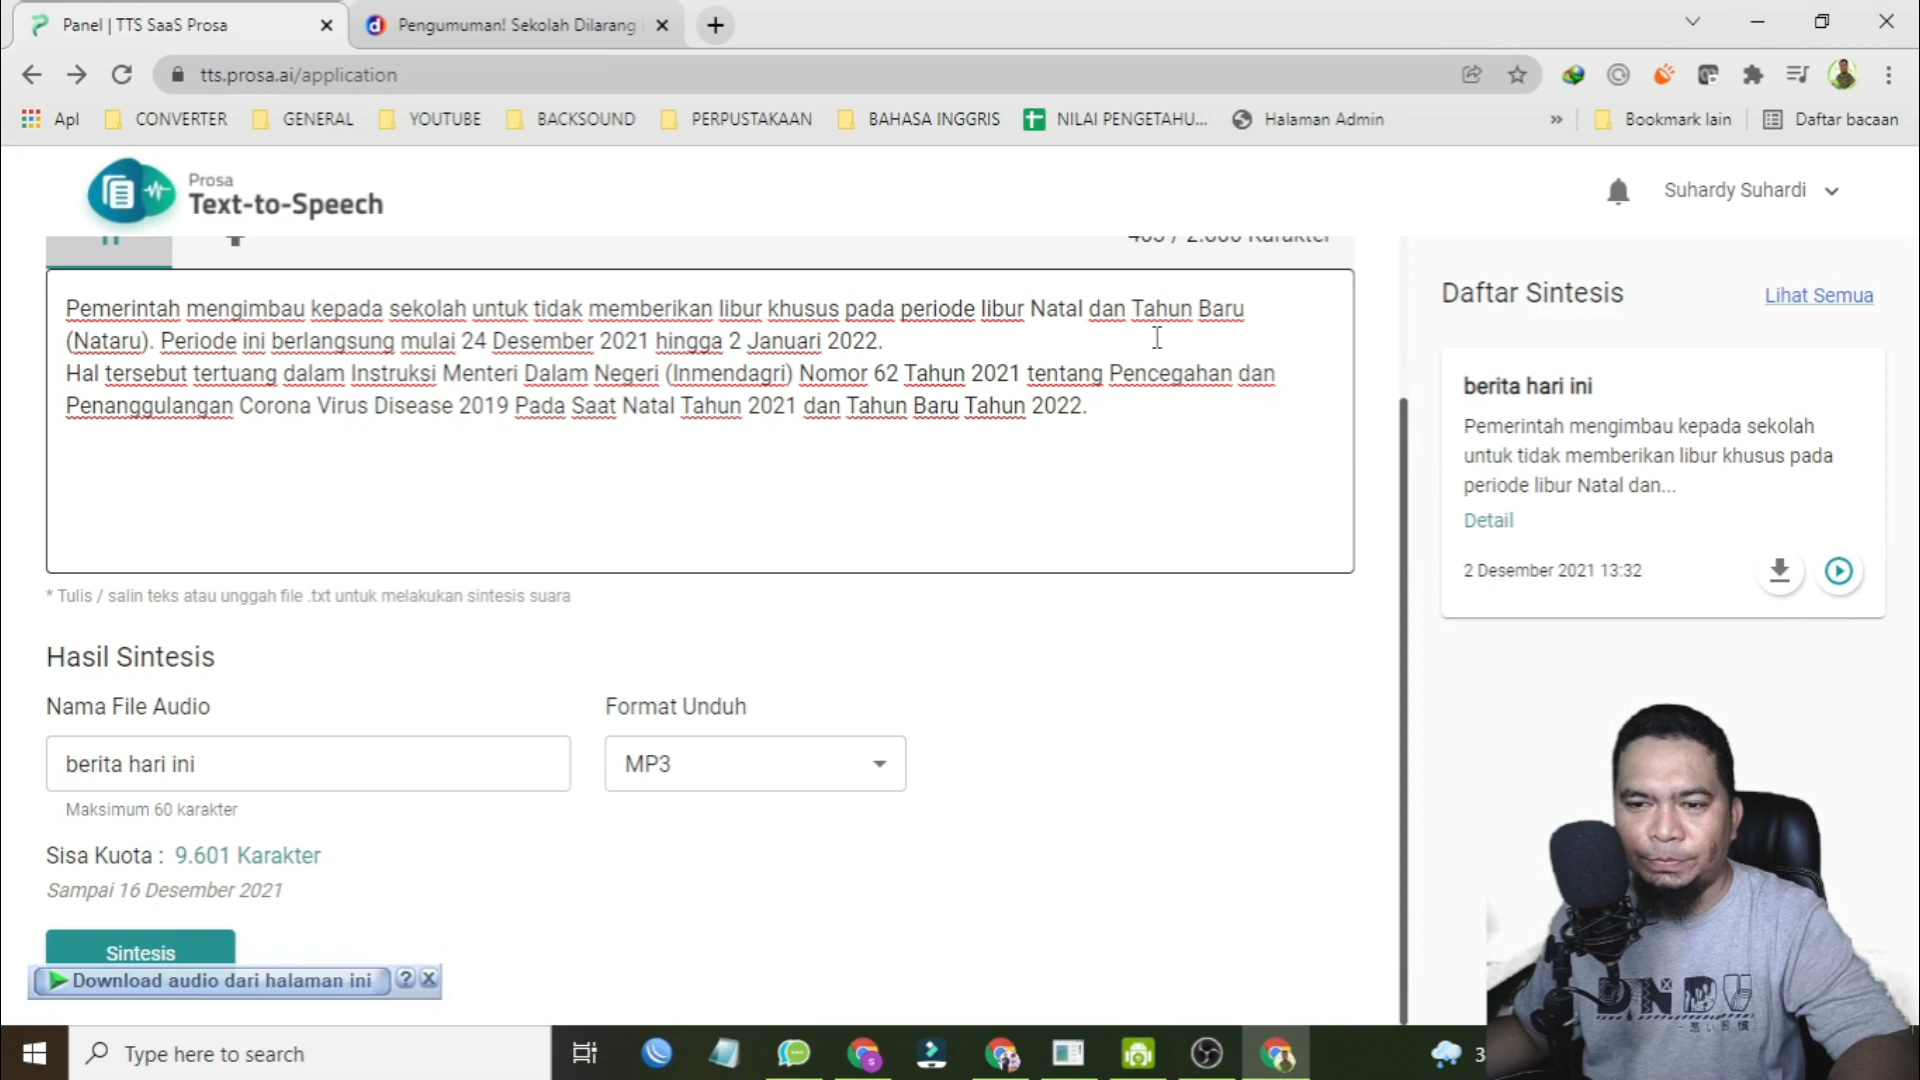 Panel | TTS SaaS Prosa
Pengumuman! Sekolah Dilarang
tts.prosa.ai/application
Apl
CONVERTER
GENERAL
YOUTUBE
BACKSOUND
PERPUSTAKAAN
BAHASA INGGRIS
NILAI PENGETAHU...
Halaman Admin
»
Bookmark lain
Daftar bacaan
Prosa
Text-to-Speech
Suhardy Suhardi
Karakter
Pemerintah mengimbau kepada sekolah untuk tidak memberikan libur khusus pada periode libur Natal dan Tahun Baru
(Nataru). Periode ini berlangsung mulai 24 Desember 2021 hingga 2 Januari 2022.
Hal tersebut tertuang dalam Instruksi Menteri Dalam Negeri (Inmendagri) Nomor 62 Tahun 2021 tentang Pencegahan dan
Penanggulangan Corona Virus Disease 2019 Pada Saat Natal Tahun 2021 dan Tahun Baru Tahun 2022.
* Tulis / salin teks atau unggah file .txt untuk melakukan sintesis suara
Hasil Sintesis
Nama File Audio
Format Unduh
berita hari ini
MP3
Maksimum 60 karakter
Sisa Kuota : 9.601 Karakter
Sampai 16 Desember 2021
Sintesis
Download audio dari halaman ini
Daftar Sintesis
Lihat Semua
berita hari ini
Pemerintah mengimbau kepada sekolah
untuk tidak memberikan libur khusus pada
periode libur Natal dan...
Detail
2 Desember 2021 13:32
Type here to search
3